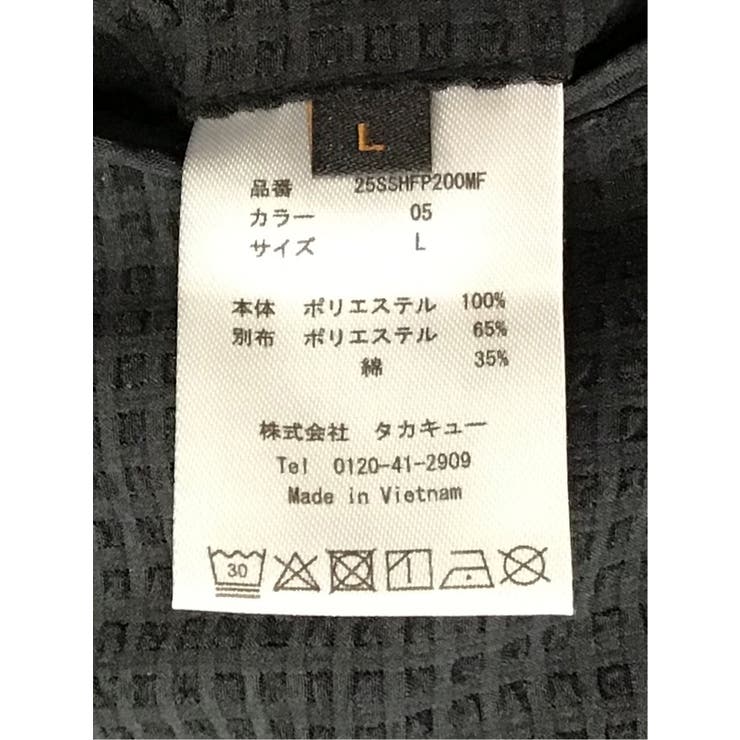 L
品番 25SSHFP200MF
カラー 05
サイズ L
本体 ポリエステル 100%
別布 ポリエステル 65%
綿 35%
株式会社 タカキュー
Tel 0120-41-2909
Made in Vietnam
30